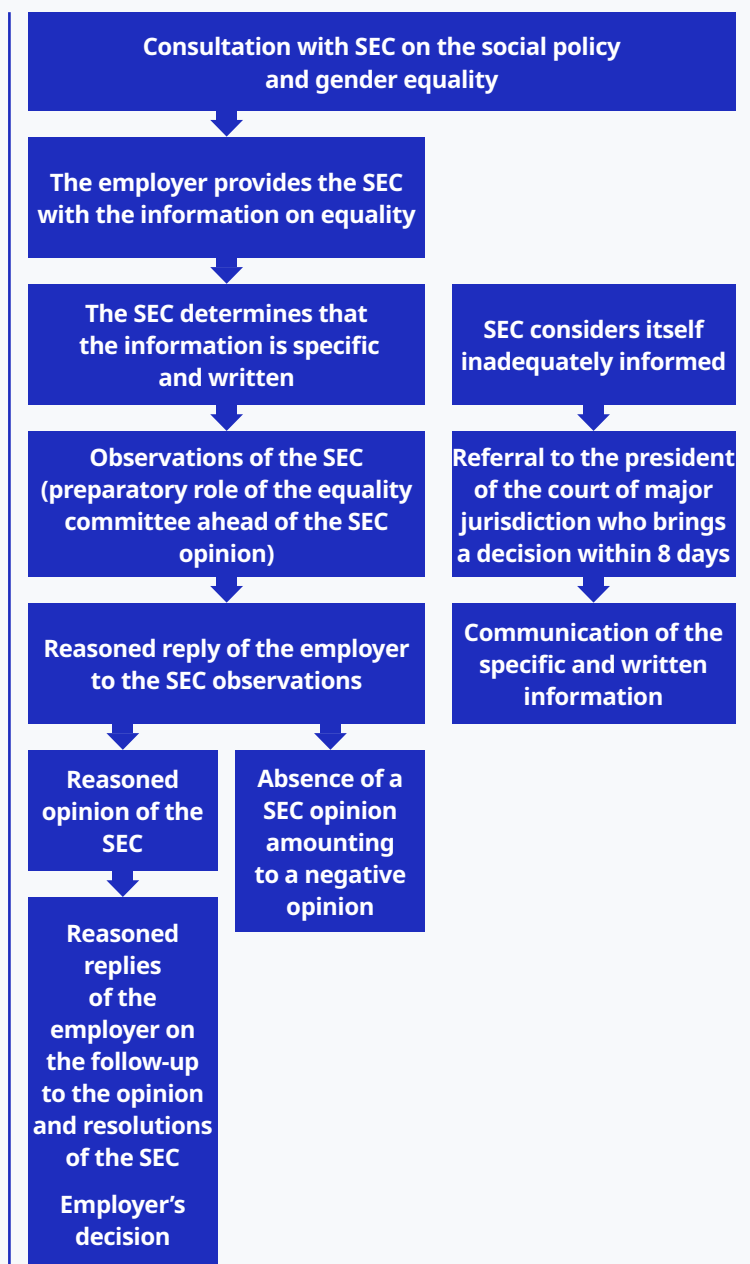 Consultation with SEC on the social policy
and gender equality
The employer provides the SEC
with the information on equality
The SEC determines that
the information is specific
and written
SEC considers itself
inadequately informed
Observations of the SEC
(preparatory role of the equality
committee ahead of the SEC
opinion)
Referral to the president
of the court of major
jurisdiction who brings
a decision within 8 days
Reasoned reply of the employer
to the SEC observations
Communication of the
specific and written
information
Reasoned
opinion of the
SEC
Absence of a
SEC opinion
amounting
to a negative
opinion
Reasoned
replies
of the
employer on
the follow-up
to the opinion
and resolutions
of the SEC
Employer’s
decision